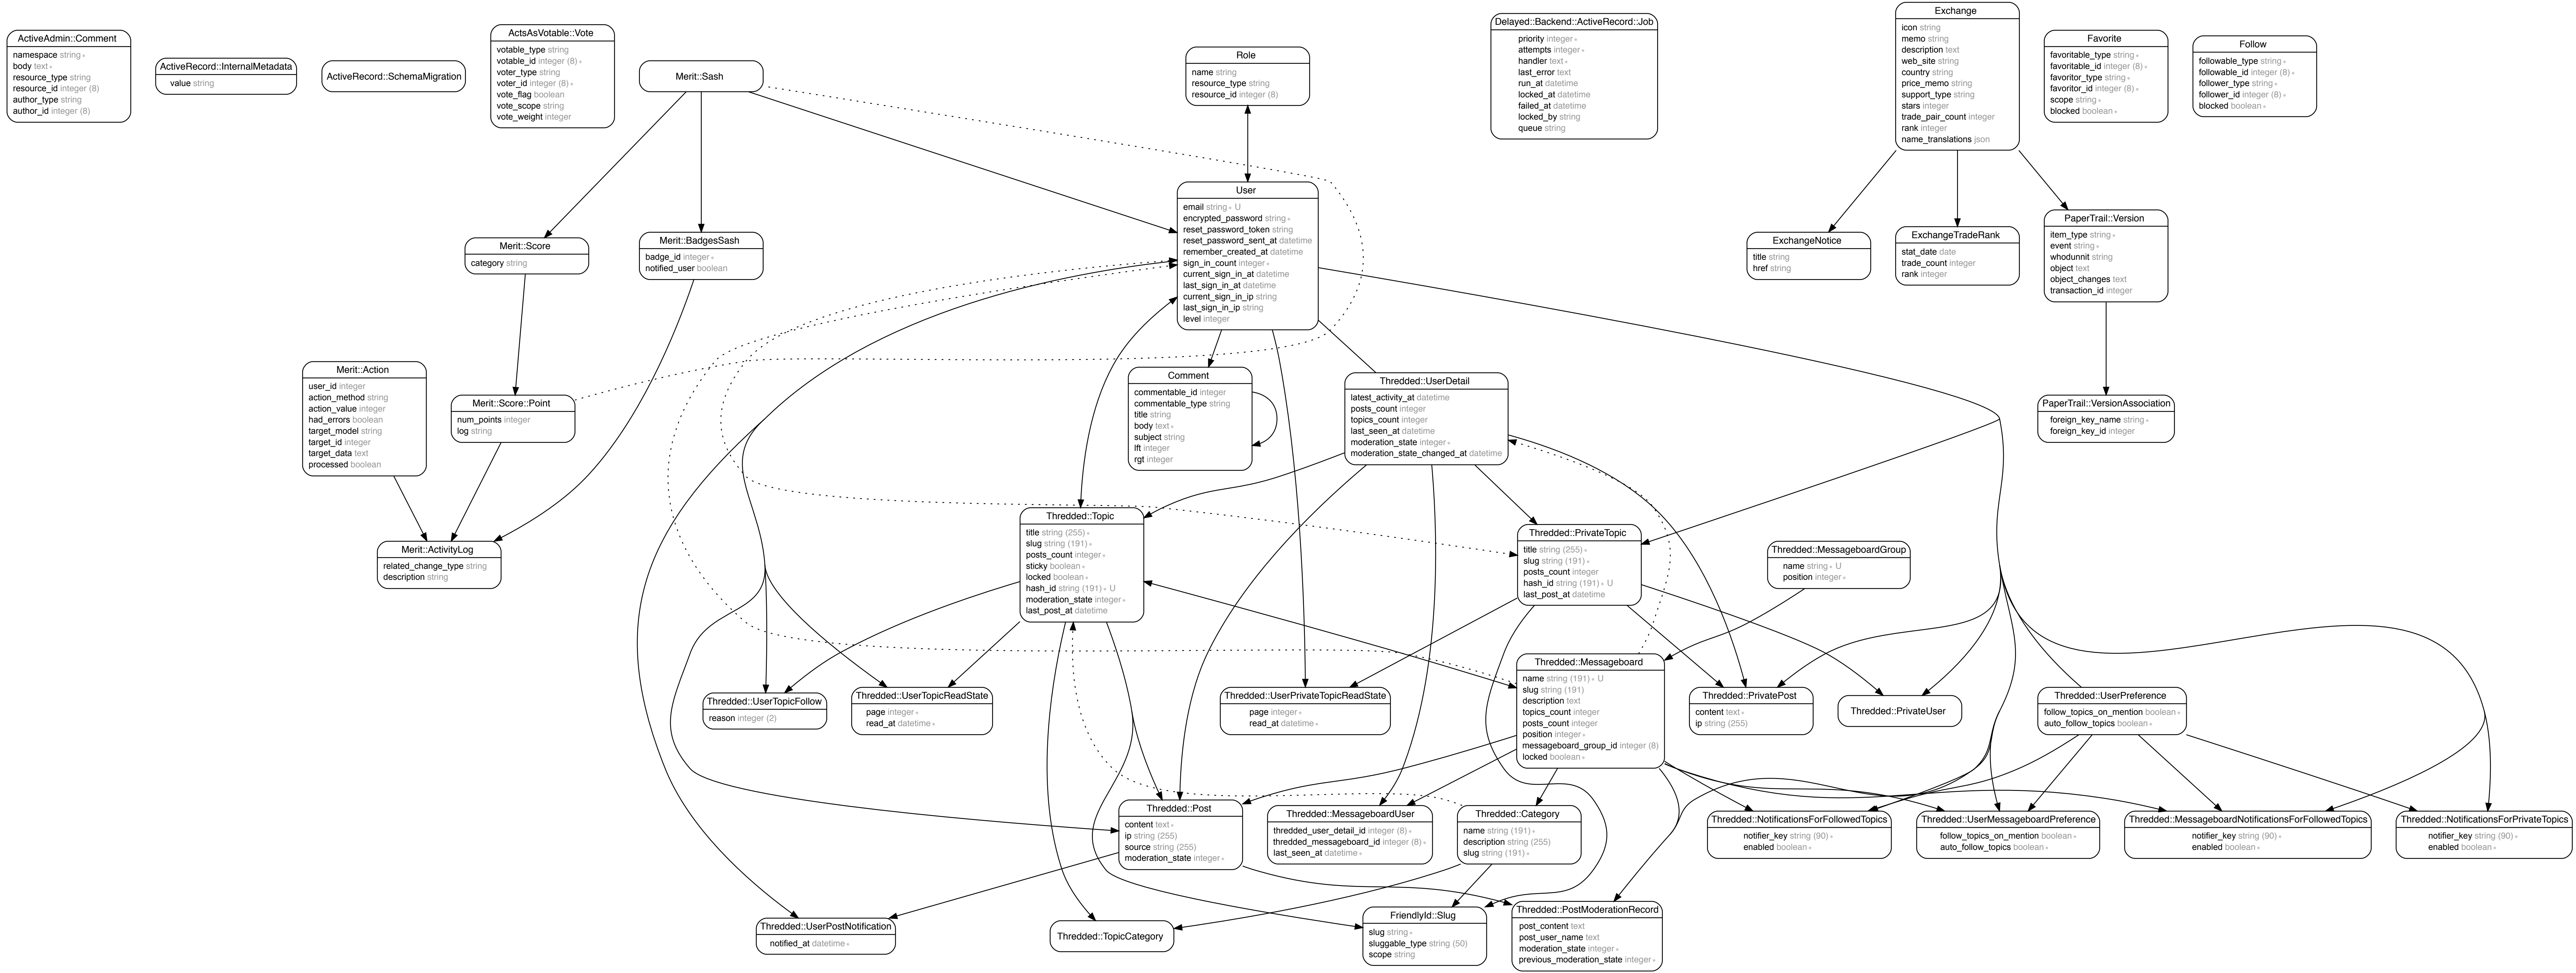 ActiveAdmin::Comment
namespace string ∗
body text ∗
resource_type string
resource_id integer (8)
author_type string
author_id integer (8)
ActiveRecord::InternalMetadata
value string
ActiveRecord::SchemaMigration
ActsAsVotable::Vote
votable_type string
votable_id integer (8) ∗
voter_type string
voter_id integer (8) ∗
vote_flag boolean
vote_scope string
vote_weight integer
Merit::Sash
Role
name string
resource_type string
resource_id integer (8)
Delayed::Backend::ActiveRecord::Job
priority integer ∗
attempts integer ∗
handler text ∗
last_error text
run_at datetime
locked_at datetime
failed_at datetime
locked_by string
queue string
Exchange
icon string
memo string
description text
web_site string
country string
price_memo string
support_type string
stars integer
trade_pair_count integer
rank integer
name_translations json
Favorite
favoritable_type string ∗
favoritable_id integer (8) ∗
favoritor_type string ∗
favoritor_id integer (8) ∗
scope string ∗
blocked boolean ∗
Follow
followable_type string ∗
followable_id integer (8) ∗
follower_type string ∗
follower_id integer (8) ∗
blocked boolean ∗
User
email string ∗ U
encrypted_password string ∗
reset_password_token string
reset_password_sent_at datetime
remember_created_at datetime
sign_in_count integer ∗
current_sign_in_at datetime
last_sign_in_at datetime
current_sign_in_ip string
last_sign_in_ip string
level integer
Merit::Score
category string
Merit::BadgesSash
badge_id integer ∗
notified_user boolean
ExchangeNotice
title string
href string
ExchangeTradeRank
stat_date date
trade_count integer
rank integer
PaperTrail::Version
item_type string ∗
event string ∗
whodunnit string
object text
object_changes text
transaction_id integer
Merit::Action
user_id integer
action_method string
action_value integer
had_errors boolean
target_model string
target_id integer
target_data text
processed boolean
Merit::Score::Point
num_points integer
log string
Comment
commentable_id integer
commentable_type string
title string
body text ∗
subject string
lft integer
rgt integer
Thredded::UserDetail
latest_activity_at datetime
posts_count integer
topics_count integer
last_seen_at datetime
moderation_state integer ∗
moderation_state_changed_at datetime
PaperTrail::VersionAssociation
foreign_key_name string ∗
foreign_key_id integer
Merit::ActivityLog
related_change_type string
description string
Thredded::Topic
title string (255) ∗
slug string (191) ∗
posts_count integer ∗
sticky boolean ∗
locked boolean ∗
hash_id string (191) ∗ U
moderation_state integer ∗
last_post_at datetime
Thredded::PrivateTopic
title string (255) ∗
slug string (191) ∗
posts_count integer
hash_id string (191) ∗ U
last_post_at datetime
Thredded::MessageboardGroup
name string ∗ U
position integer ∗
Thredded::UserTopicFollow
reason integer (2)
Thredded::UserTopicReadState
page integer ∗
read_at datetime ∗
Thredded::UserPrivateTopicReadState
page integer ∗
read_at datetime ∗
Thredded::Messageboard
name string (191) ∗ U
slug string (191)
description text
topics_count integer
posts_count integer
position integer ∗
messageboard_group_id integer (8)
locked boolean ∗
Thredded::PrivatePost
content text ∗
ip string (255)
Thredded::PrivateUser
Thredded::UserPreference
follow_topics_on_mention boolean ∗
auto_follow_topics boolean ∗
Thredded::Post
content text ∗
ip string (255)
source string (255)
moderation_state integer ∗
Thredded::MessageboardUser
thredded_user_detail_id integer (8) ∗
thredded_messageboard_id integer (8) ∗
last_seen_at datetime ∗
Thredded::Category
name string (191) ∗
description string (255)
slug string (191) ∗
Thredded::NotificationsForFollowedTopics
notifier_key string (90) ∗
enabled boolean ∗
Thredded::UserMessageboardPreference
follow_topics_on_mention boolean ∗
auto_follow_topics boolean ∗
Thredded::MessageboardNotificationsForFollowedTopics
notifier_key string (90) ∗
enabled boolean ∗
Thredded::NotificationsForPrivateTopics
notifier_key string (90) ∗
enabled boolean ∗
Thredded::UserPostNotification
notified_at datetime ∗
Thredded::TopicCategory
FriendlyId::Slug
slug string ∗
sluggable_type string (50)
scope string
Thredded::PostModerationRecord
post_content text
post_user_name text
moderation_state integer ∗
previous_moderation_state integer ∗